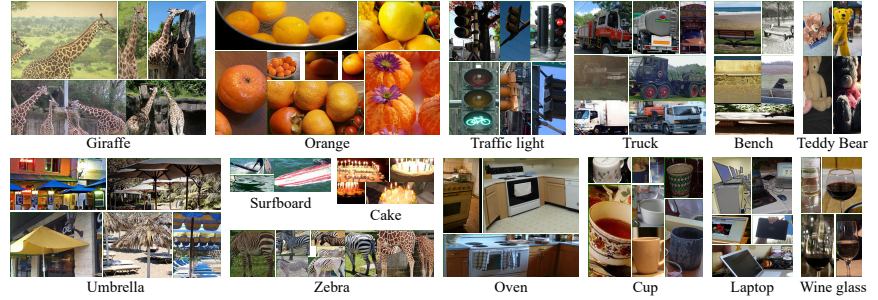 Giraffe
Orange
Traffic light
Truck
Bench
Teddy Bear
Surfboard
Cake
Umbrella
Zebra
Oven
Cup
Laptop
Wine glass